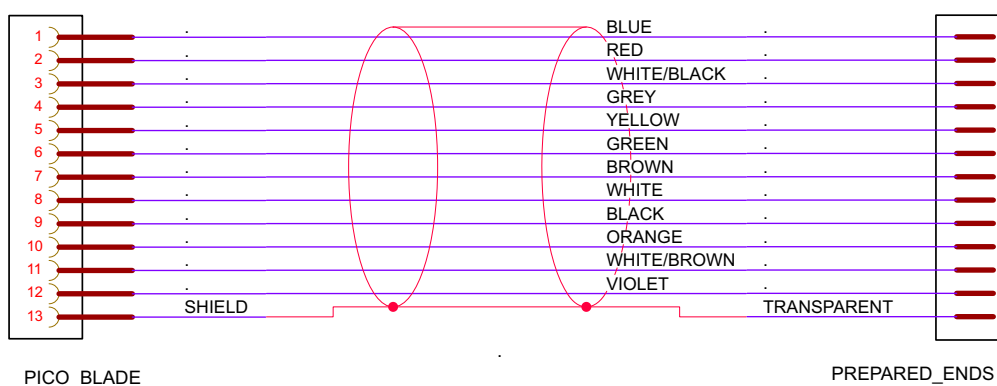 1 BLUE
2 RED
3 WHITE/BLACK
4 GREY
5 YELLOW
6 GREEN
7 BROWN
8 WHITE
9 BLACK
10 ORANGE
11 WHITE/BROWN
12 VIOLET
13 SHIELD TRANSPARENT
PICO_BLADE PREPARED_ENDS